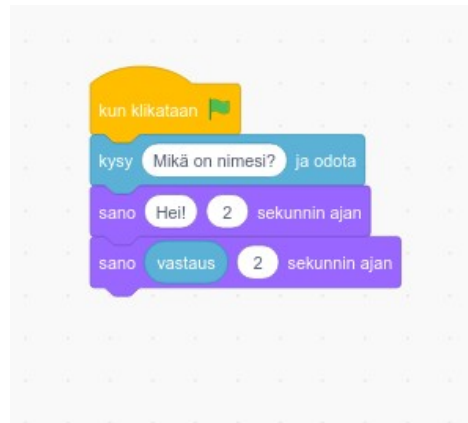 kun klikataan
kysy Mikä on nimesi? ja odota
sano Hei! 2 sekunnin ajan
sano vastaus 2 sekunnin ajan